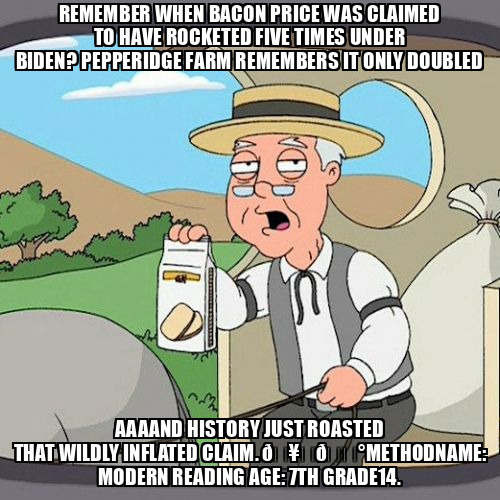 REMEMBER WHEN BACON PRICE WAS CLAIMED
TO HAVE ROCKETED FIVE TIMES UNDER
BIDEN? PEPPERIDGE FARM REMEMBERS IT ONLY DOUBLED
AAAAND HISTORY JUST ROASTED
THAT WILDLY INFLATED CLAIM. ð ¥ ð °METHODNAME:
MODERN READING AGE: 7TH GRADE14.